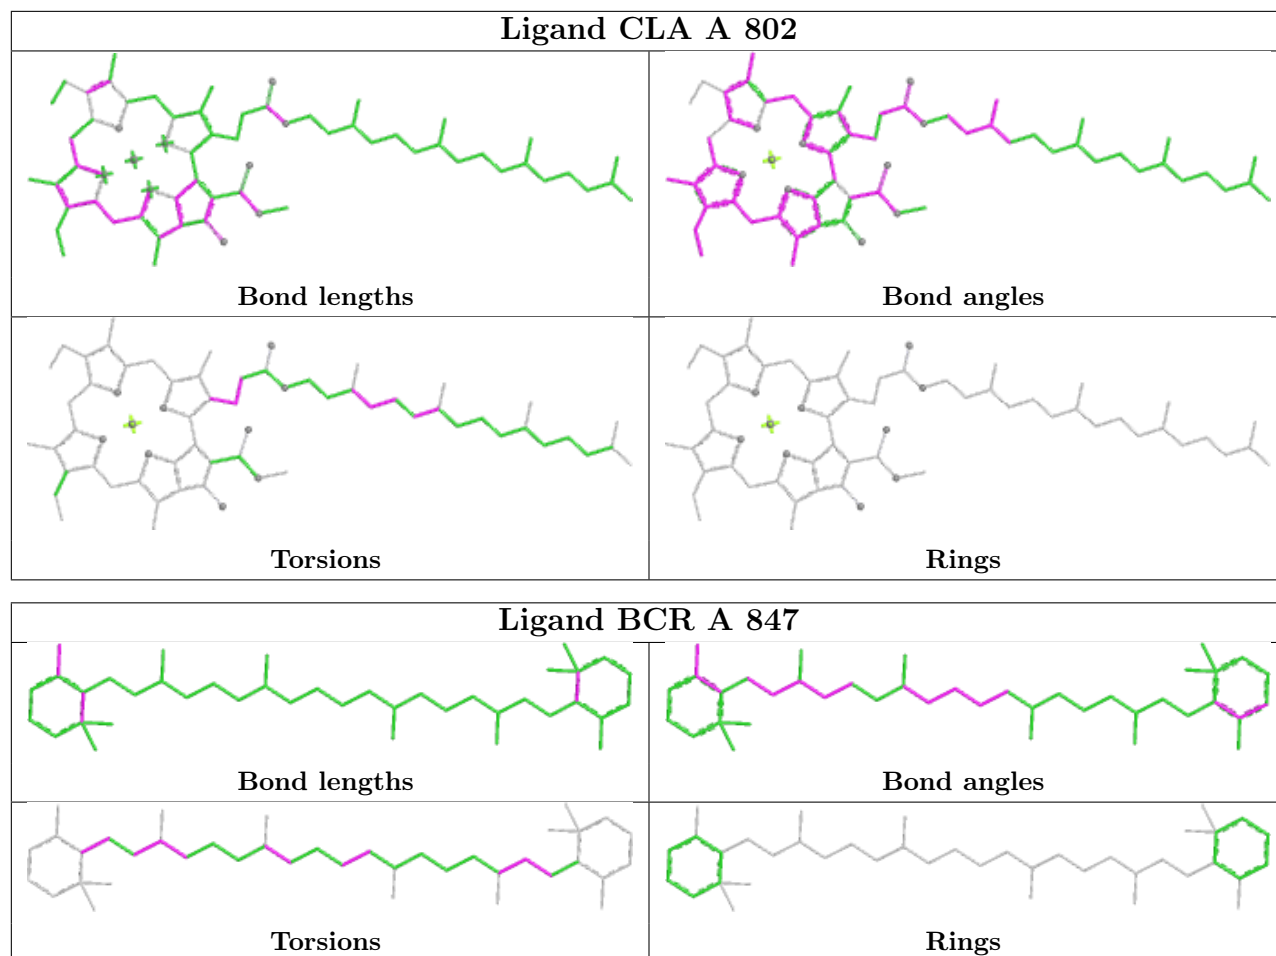 Ligand CLA A 802
Bond lengths
Bond angles
Torsions
Rings
Ligand BCR A 847
Bond lengths
Bond angles
Torsions
Rings